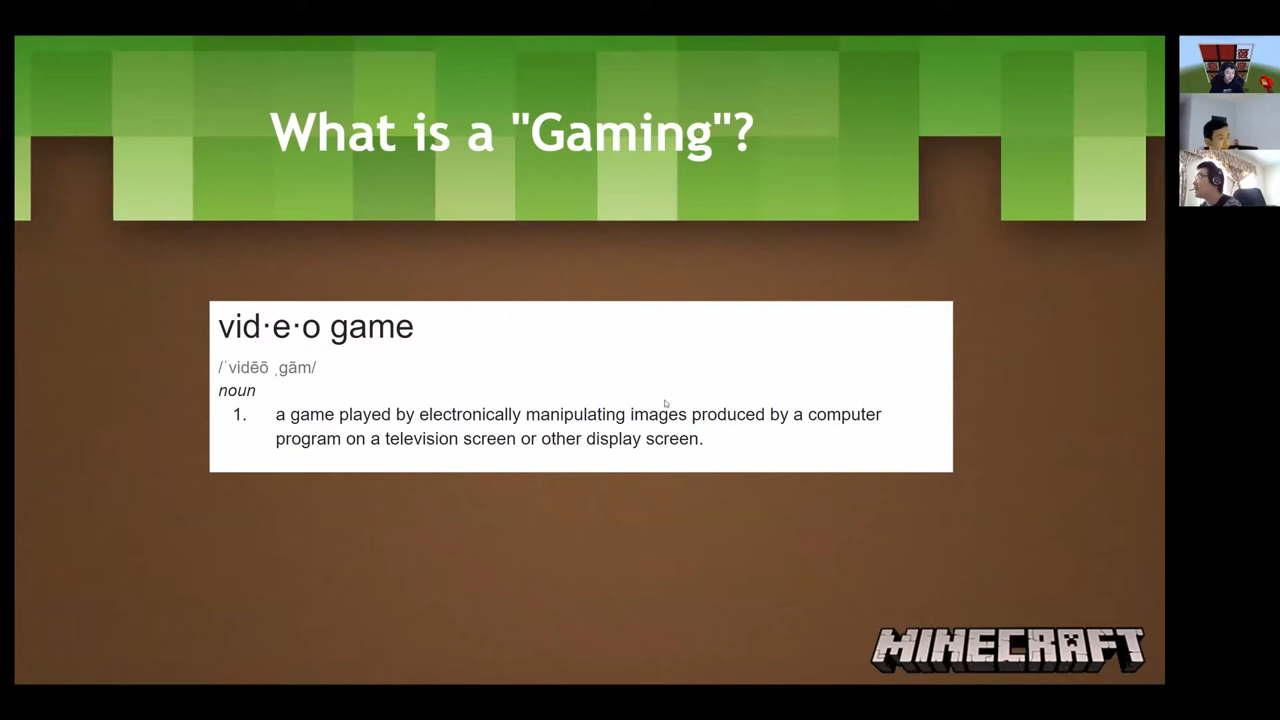 What is a "Gaming"?
vid·e·o game
/ˈvidēō ˌɡām/
noun
1. a game played by electronically manipulating images produced by a computer
program on a television screen or other display screen.
MINECRAFT